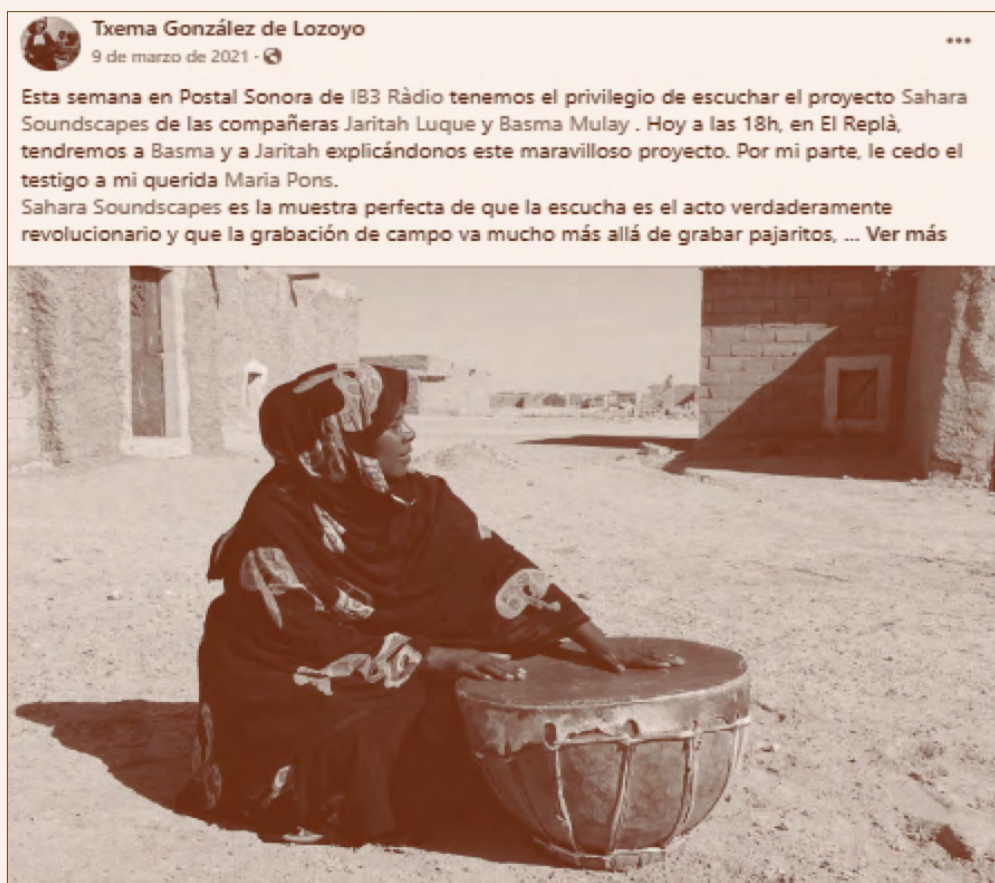 Txema González de Lozoyo
9 de marzo de 2021 ·
Esta semana en Postal Sonora de IB3 Ràdio tenemos el privilegio de escuchar el proyecto Sahara
Soundscapes de las compañeras Jaritah Luque y Basma Mulay . Hoy a las 18h, en El Replà,
tendremos a Basma y a Jaritah explicándonos este maravilloso proyecto. Por mi parte, le cedo el
testigo a mi querida Maria Pons.
Sahara Soundscapes es la muestra perfecta de que la escucha es el acto verdaderamente
revolucionario y que la grabación de campo va mucho más allá de grabar pajaritos, ... Ver más